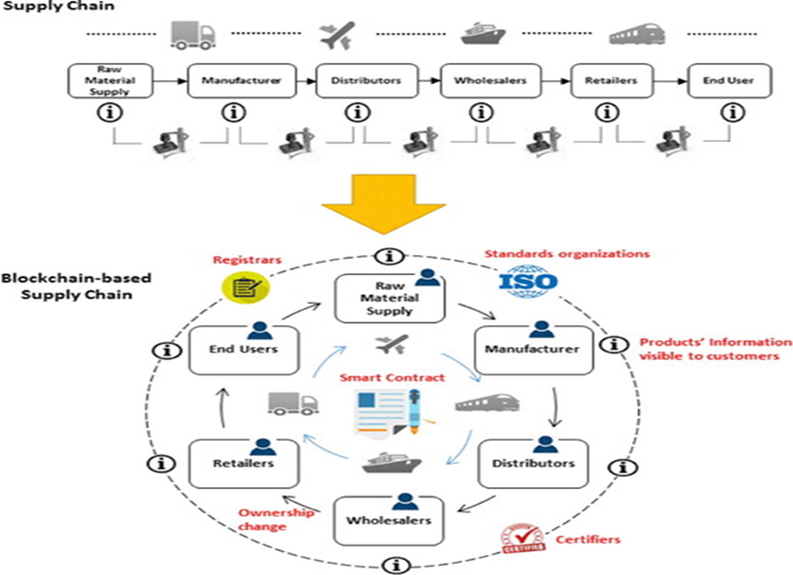 Supply Chain
Raw
Material
Supply
Manufacturer
Distributors
Wholesalers
Retailers
End User
i
i
i
i
i
i
Blockchain-based
Supply Chain
Registrars
i
Standards organizations
ISO
Raw
Material
Supply
i
End Users
Manufacturer
i
Products' Information
visible to customers
Smart Contract
i
Retailers
Distributors
i
Ownership
change
Wholesalers
CERTIFIED
Certifiers
i